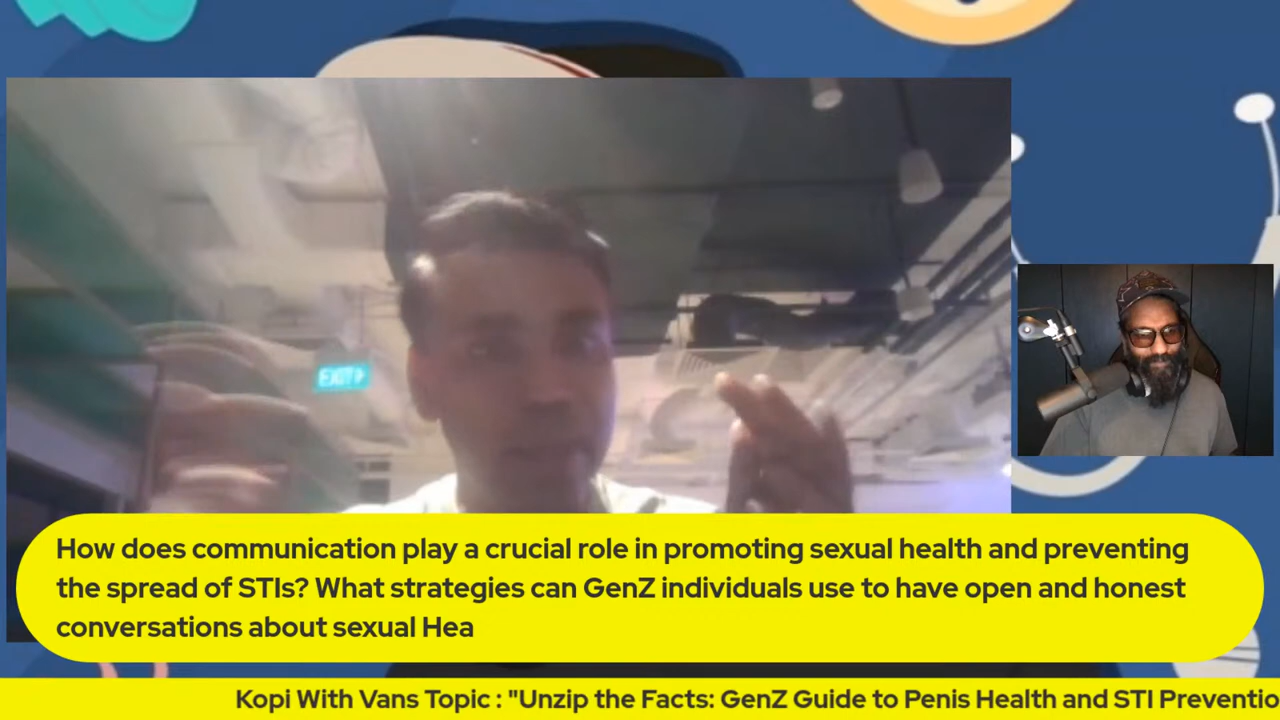 EXIT
How does communication play a crucial role in promoting sexual health and preventing
the spread of STIs? What strategies can GenZ individuals use to have open and honest
conversations about sexual Hea
Kopi With Vans Topic : "Unzip the Facts: GenZ Guide to Penis Health and STI Preventio